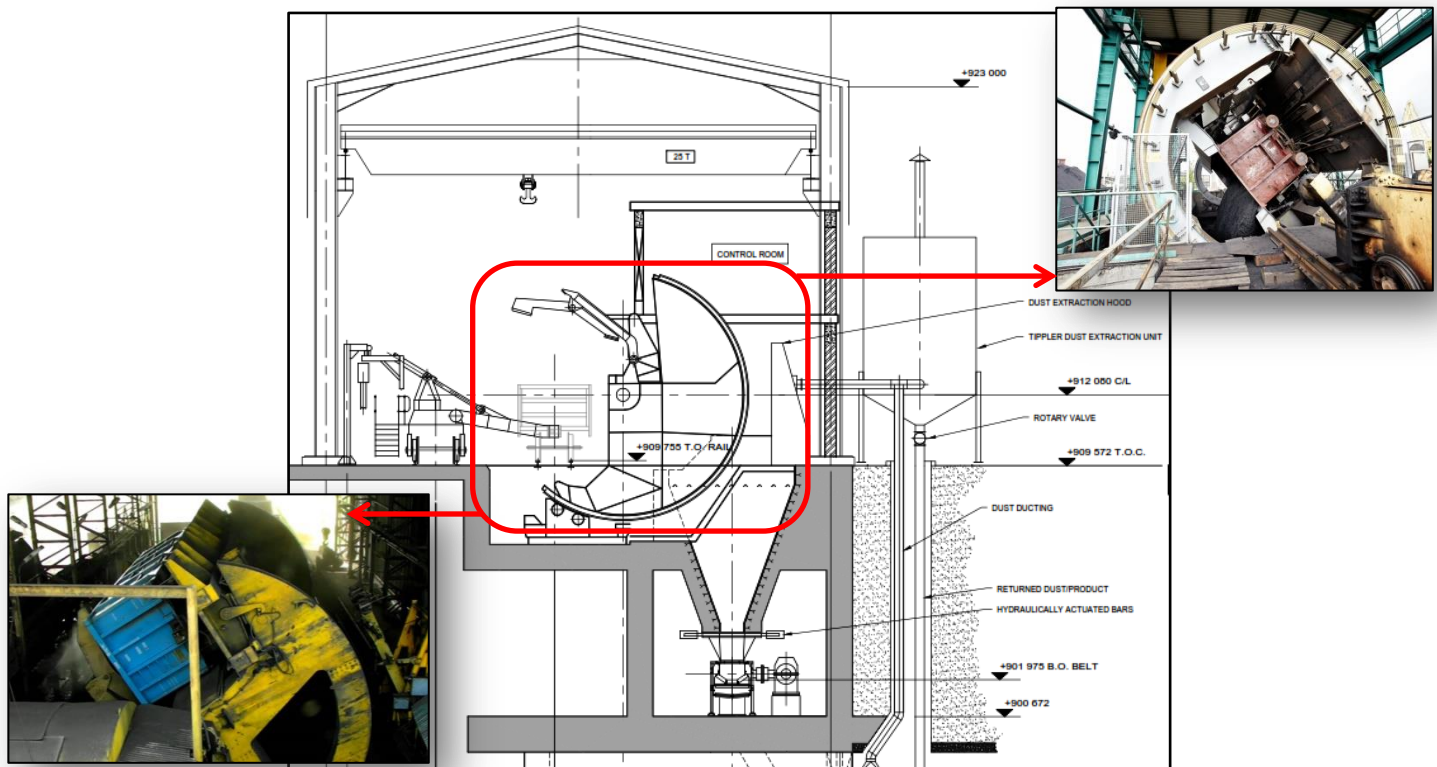 +923 000
25 T
CONTROL ROOM
DUST EXTRACTION HOOD
TIPPLER DUST EXTRACTION UNIT
+912 080 C/L
ROTARY VALVE
+909 755 T.O. RAIL
+909 572 T.O.C.
DUST DUCTING
RETURNED DUST/PRODUCT
HYDRAULICALLY ACTUATED BARS
+901 975 B.O. BELT
+900 672